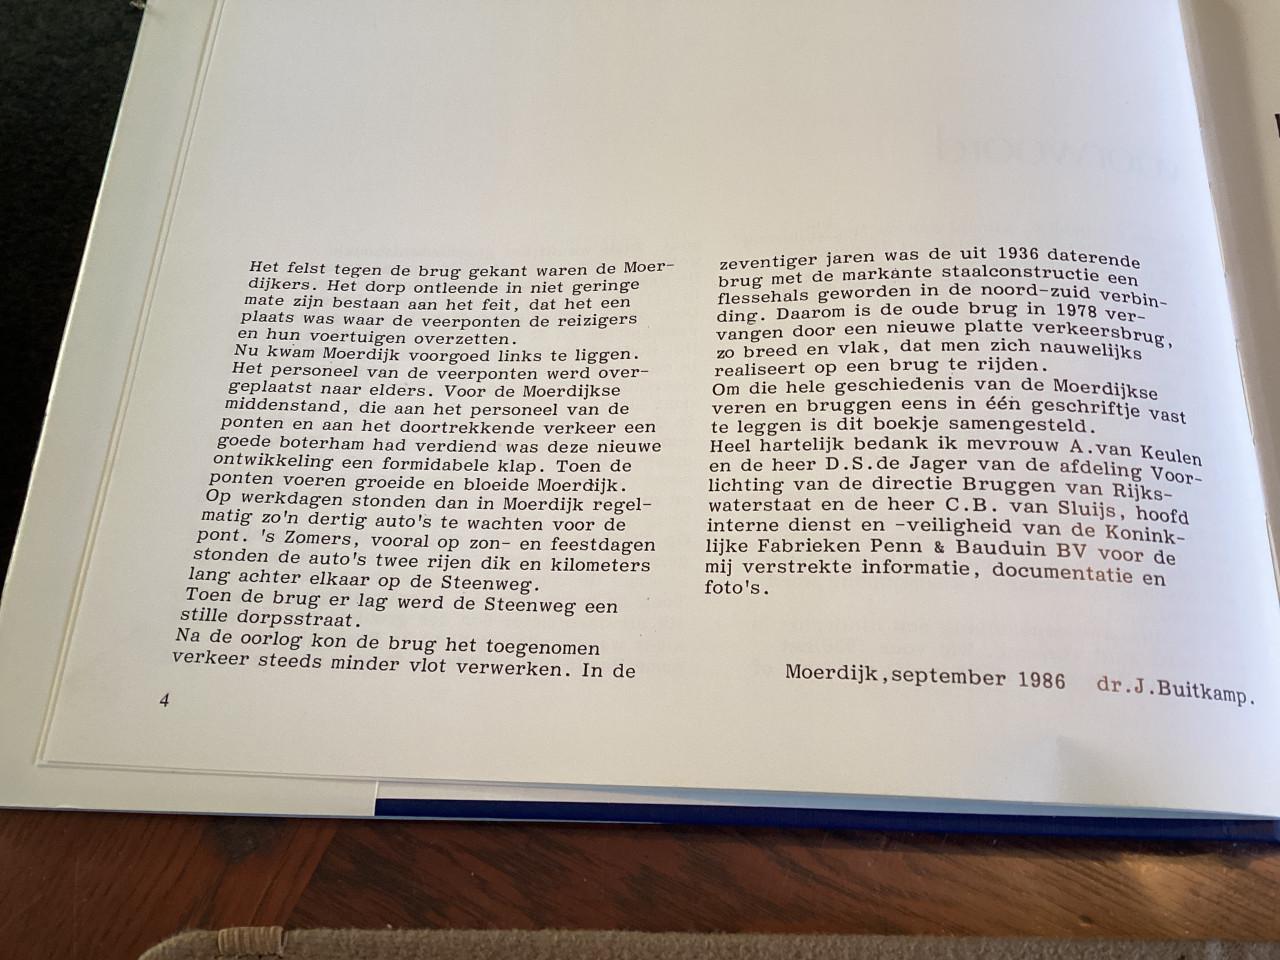 Het felst tegen de brug gekant waren de Moer-
dijkers. Het dorp ontleende in niet geringe
mate zijn bestaan aan het feit, dat het een
plaats was waar de veerponten de reizigers
en hun voertuigen overzetten.
Nu kwam Moerdijk voorgoed links te liggen.
Het personeel van de veerponten werd over-
geplaatst naar elders. Voor de Moerdijkse
middenstand, die aan het personeel van de
ponten en aan het doortrekkende verkeer een
goede boterham had verdiend was deze nieuwe
ontwikkeling een formidabele klap. Toen de
ponten voeren groeide en bloeide Moerdijk.
Op werkdagen stonden dan in Moerdijk regel-
matig zo'n dertig auto's te wachten voor de
pont. 's Zomers, vooral op zon- en feestdagen
stonden de auto's twee rijen dik en kilometers
lang achter elkaar op de Steenweg.
Toen de brug er lag werd de Steenweg een
stille dorpsstraat.
Na de oorlog kon de brug het toegenomen
verkeer steeds minder vlot verwerken. In de
zeventiger jaren was de uit 1936 daterende
brug met de markante staalconstructie een
flessehals geworden in de noord-zuid verbin-
ding. Daarom is de oude brug in 1978 ver-
vangen door een nieuwe platte verkeersbrug,
zo breed en vlak, dat men zich nauwelijks
realiseert op een brug te rijden.
Om die hele geschiedenis van de Moerdijkse
veren en bruggen eens in één geschriftje vast
te leggen is dit boekje samengesteld.
Heel hartelijk bedank ik mevrouw A.van Keulen
en de heer D.S.de Jager van de afdeling Voor-
lichting van de directie Bruggen van Rijks-
waterstaat en de heer C.B. van Sluijs, hoofd
interne dienst en -veiligheid van de Konink-
lijke Fabrieken Penn & Bauduin BV voor de
mij verstrekte informatie, documentatie en
foto's.
Moerdijk,september 1986 dr.J.Buitkamp.
4